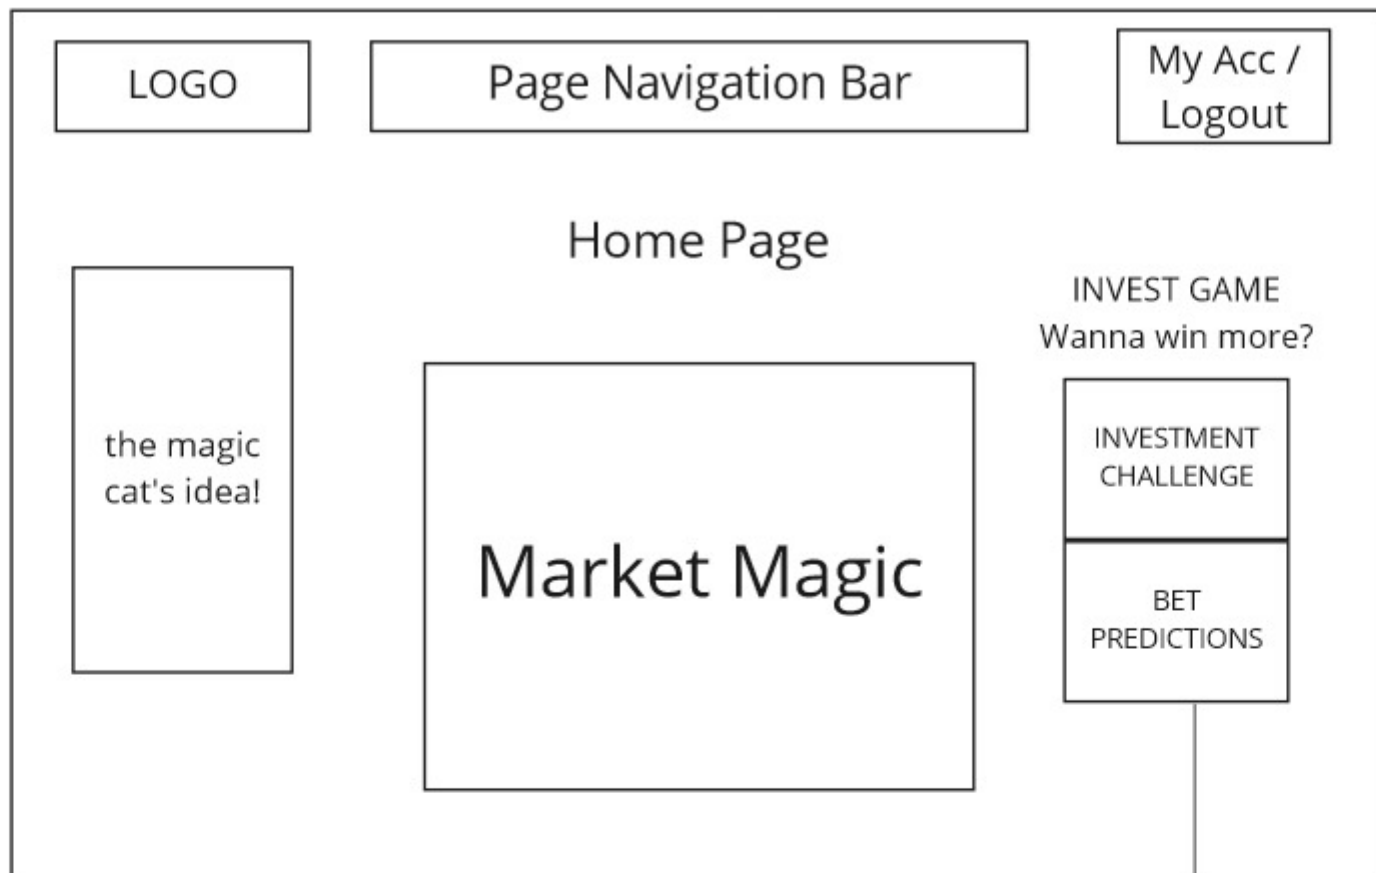 LOGO
Page Navigation Bar
My Acc /
Logout
Home Page
the magic
cat's idea!
Market Magic
INVEST GAME
Wanna win more?
INVESTMENT
CHALLENGE
BET
PREDICTIONS